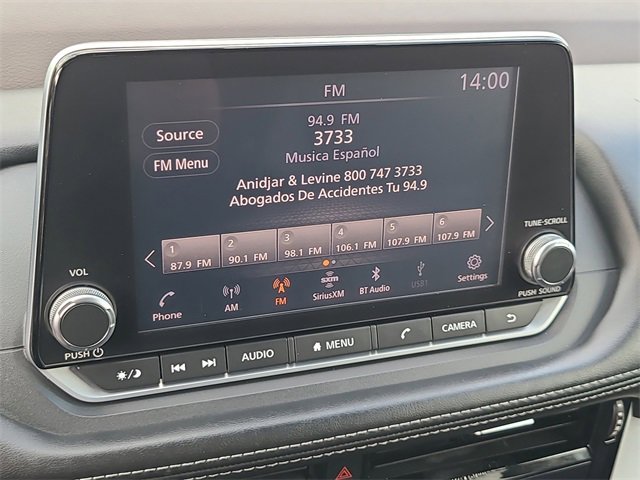 FM
14:00
94.9 FM
3733
Musica Español
Source
FM Menu
Anidjar & Levine 800 747 3733
Abogados De Accidentes Tu 94.9
1 87.9 FM
2 90.1 FM
3 98.1 FM
4 106.1 FM
5 107.9 FM
6 107.9 FM
Phone
AM
FM
sxm
SiriusXM
BT Audio
USB1
Settings
VOL
PUSH
TUNE·SCROLL
PUSH SOUND
AUDIO
MENU
CAMERA